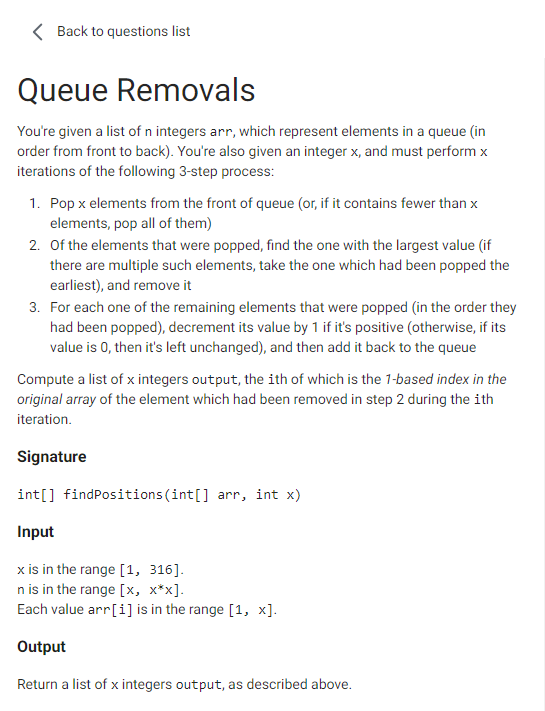 Back to questions list
Queue Removals
You're given a list of n integers arr, which represent elements in a queue (in
order from front to back). You're also given an integer x, and must perform x
iterations of the following 3-step process:
1. Pop x elements from the front of queue (or, if it contains fewer than x
elements, pop all of them)
2. Of the elements that were popped, find the one with the largest value (if
there are multiple such elements, take the one which had been popped the
earliest), and remove it
3. For each one of the remaining elements that were popped (in the order they
had been popped), decrement its value by 1 if it's positive (otherwise, if its
value is 0, then it's left unchanged), and then add it back to the queue
Compute a list of x integers output, the ith of which is the 1-based index in the
original array of the element which had been removed in step 2 during the ith
iteration.
Signature
int[] findPositions(int[] arr, int x)
Input
x is in the range [1, 316].
n is in the range [x, x*x].
Each value arr[i] is in the range [1, x].
Output
Return a list of x integers output, as described above.